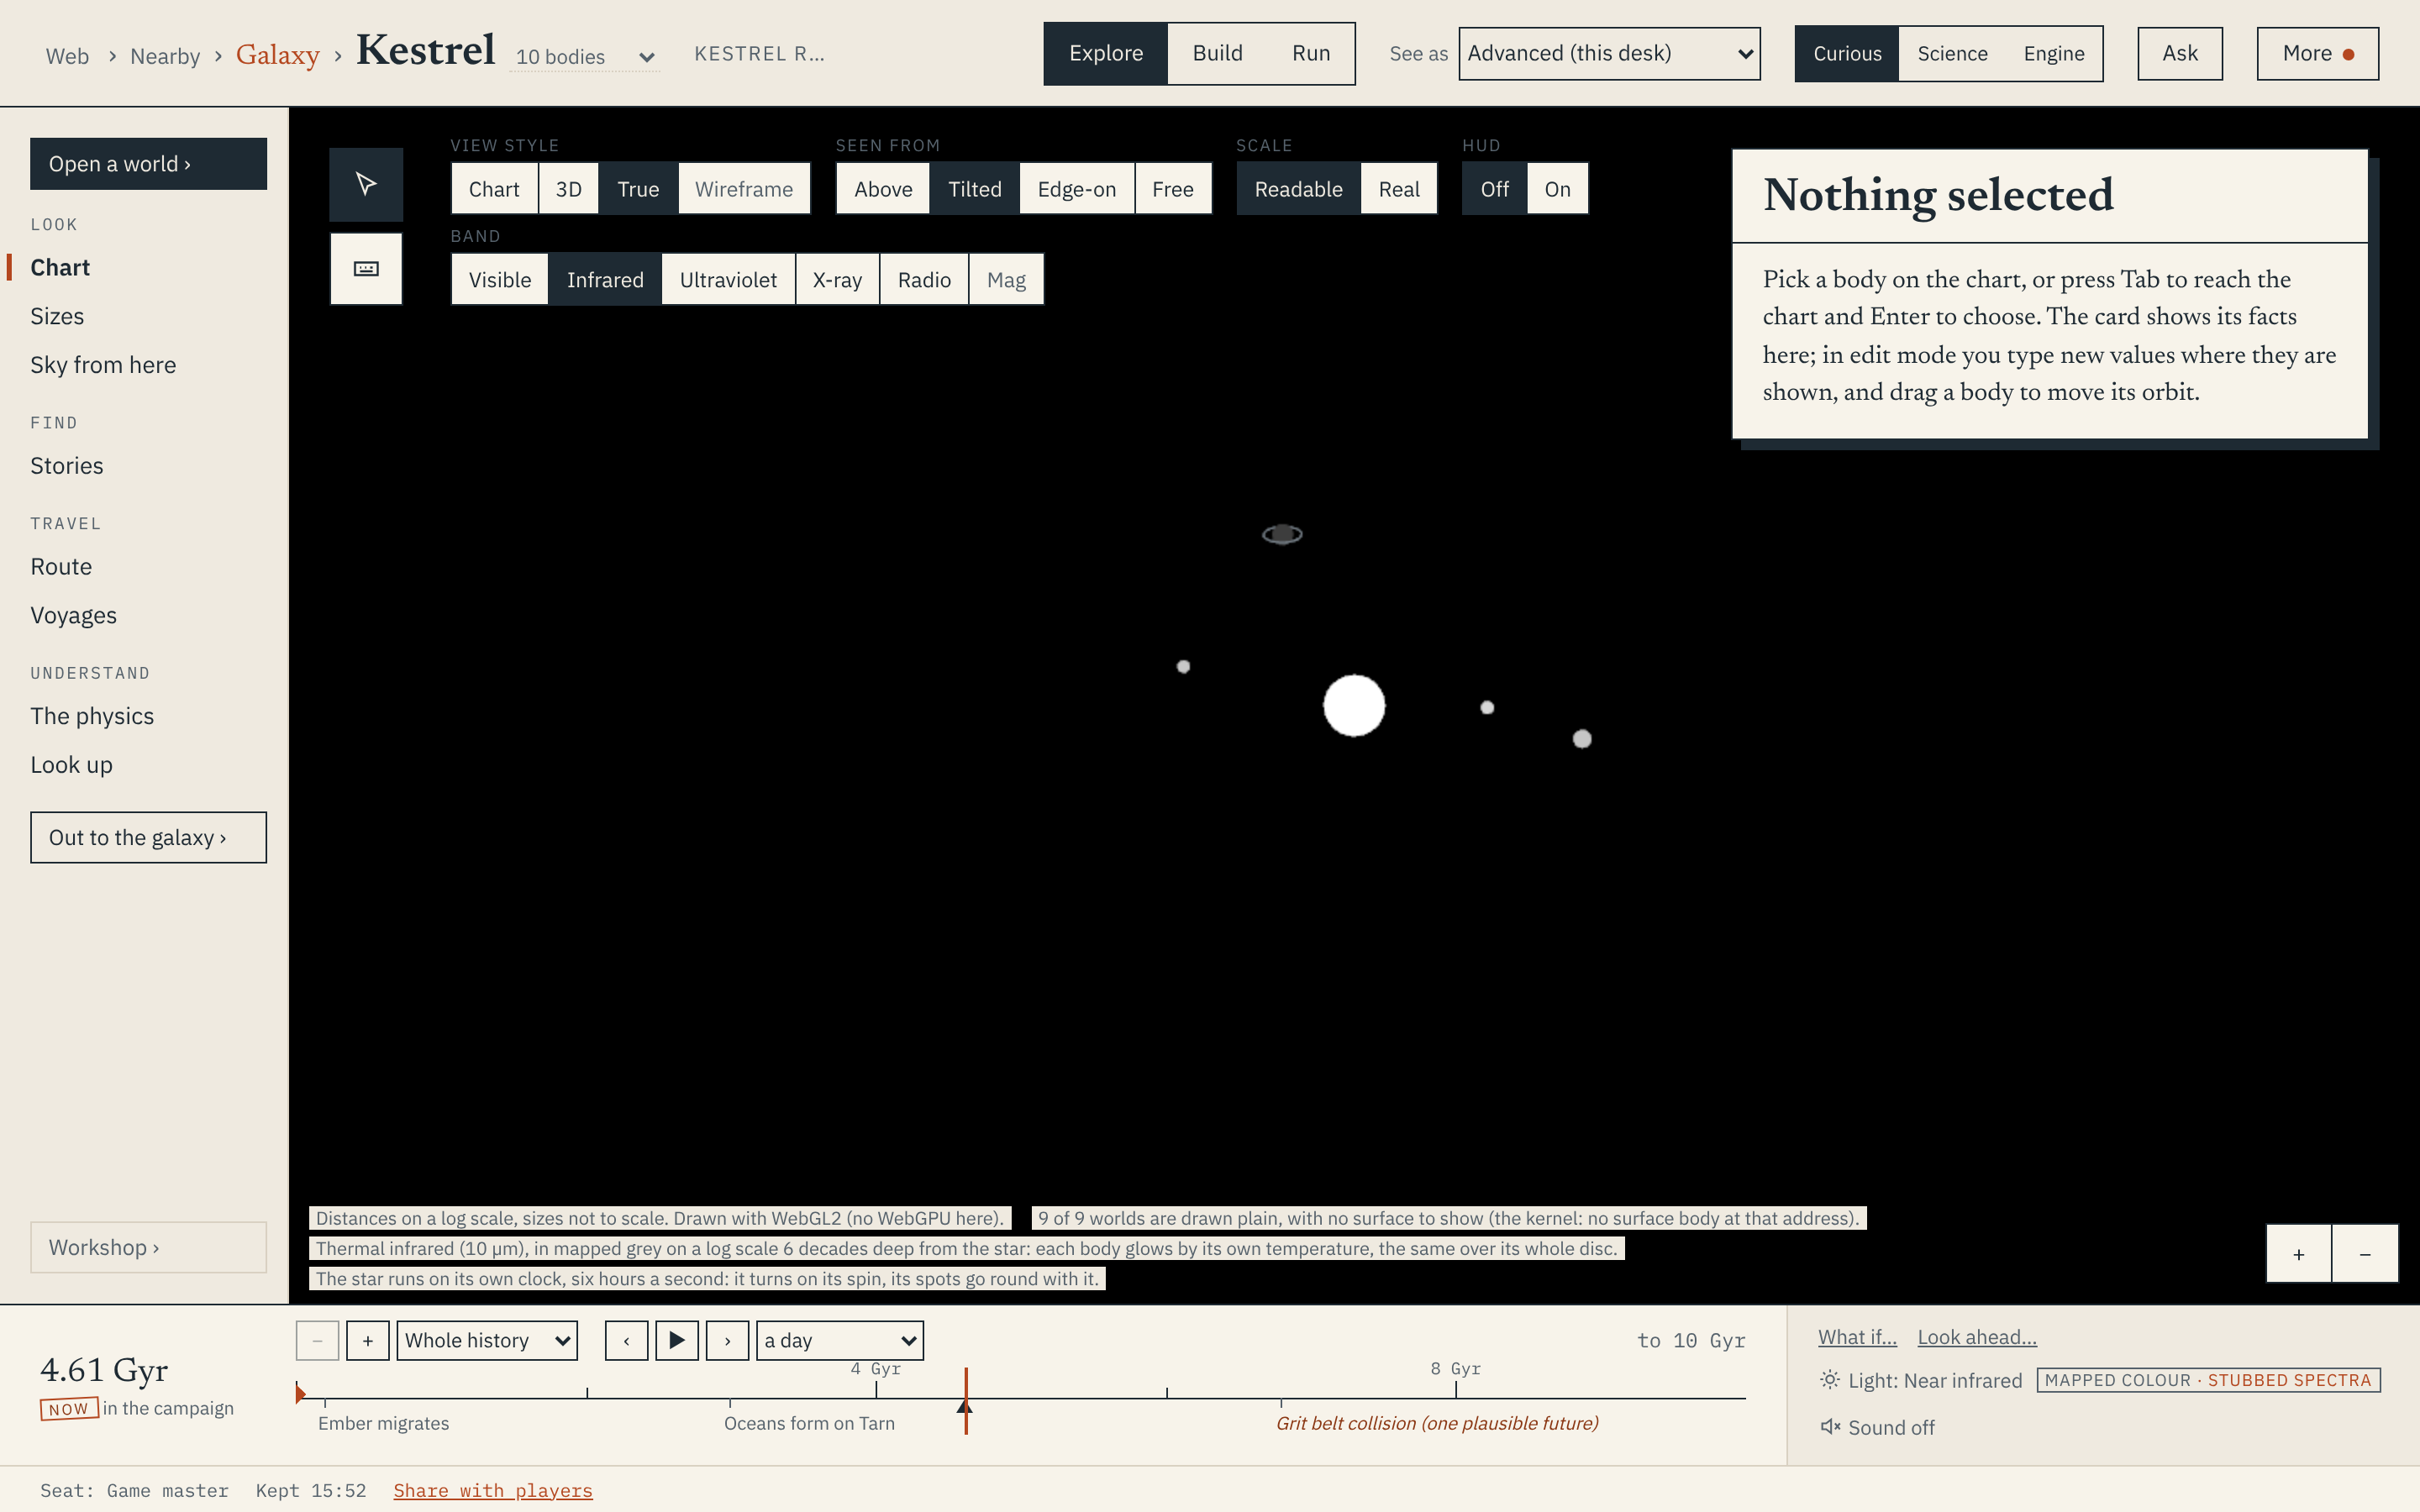 Web › Nearby › Galaxy › Kestrel 10 bodies KESTREL R...
Explore Build Run See as Advanced (this desk) Curious Science Engine Ask More
Open a world ›
LOOK
Chart
Sizes
Sky from here
FIND
Stories
TRAVEL
Route
Voyages
UNDERSTAND
The physics
Look up
Out to the galaxy ›
Workshop ›
VIEW STYLE SEEN FROM SCALE HUD
Chart 3D True Wireframe Above Tilted Edge-on Free Readable Real Off On
BAND
Visible Infrared Ultraviolet X-ray Radio Mag
Nothing selected
Pick a body on the chart, or press Tab to reach the
chart and Enter to choose. The card shows its facts
here; in edit mode you type new values where they are
shown, and drag a body to move its orbit.
Distances on a log scale, sizes not to scale. Drawn with WebGL2 (no WebGPU here). 9 of 9 worlds are drawn plain, with no surface to show (the kernel: no surface body at that address).
Thermal infrared (10 µm), in mapped grey on a log scale 6 decades deep from the star: each body glows by its own temperature, the same over its whole disc.
The star runs on its own clock, six hours a second: it turns on its spin, its spots go round with it.
+ −
4.61 Gyr
NOW in the campaign
− + Whole history ‹ › a day to 10 Gyr
4 Gyr 8 Gyr
Ember migrates Oceans form on Tarn Grit belt collision (one plausible future)
What if... Look ahead...
Light: Near infrared MAPPED COLOUR · STUBBED SPECTRA
Sound off
Seat: Game master Kept 15:52 Share with players